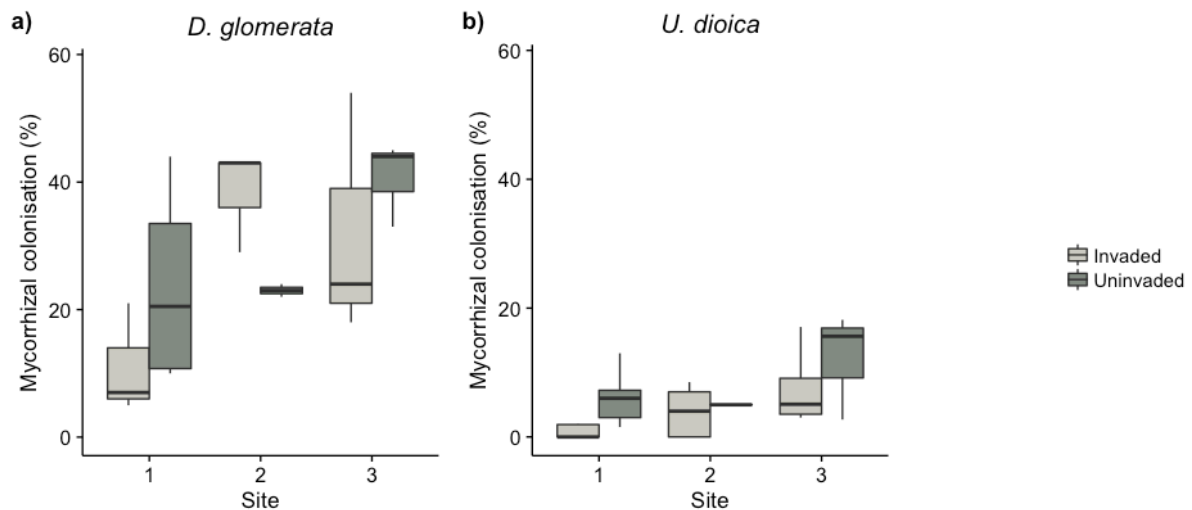 a)
D. glomerata
Mycorrhizal colonisation (%)
60
40
20
0
1 2 3
Site
b)
U. dioica
Mycorrhizal colonisation (%)
60
40
20
0
1 2 3
Site
Invaded
Uninvaded